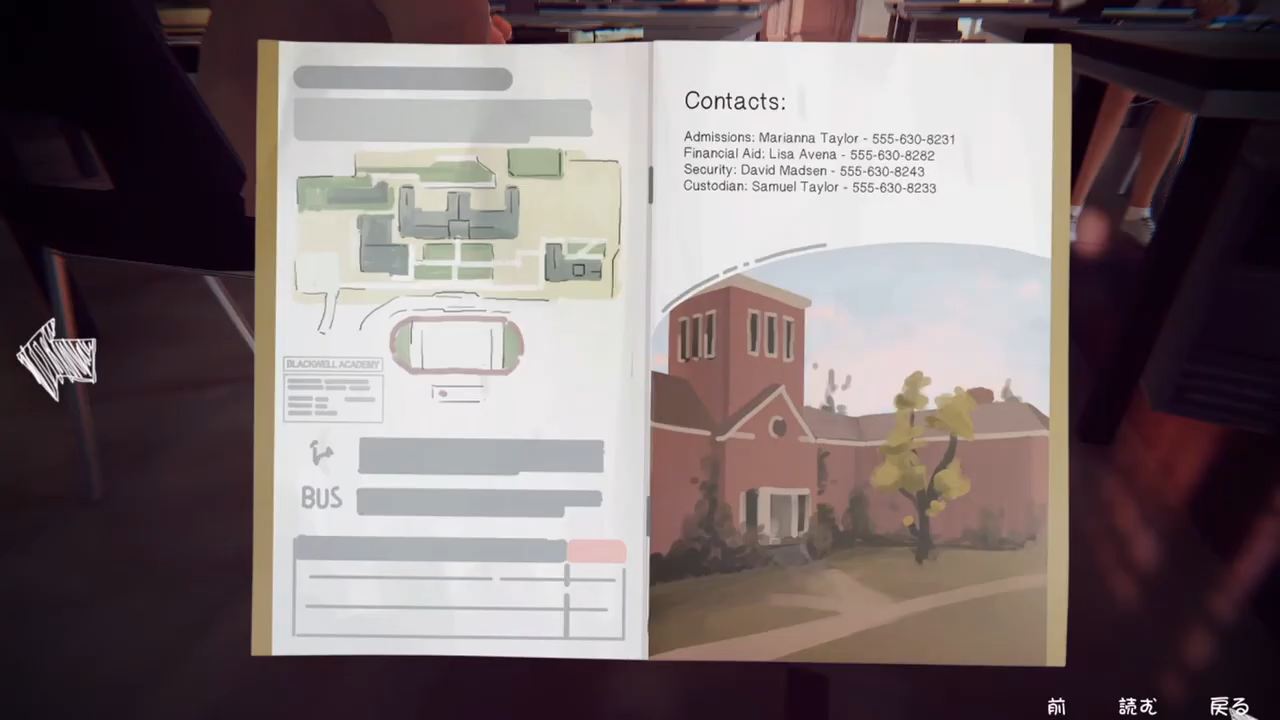 BLACKWELL ACADEMY
BUS
Contacts:
Admissions: Marianna Taylor - 555-630-8231
Financial Aid: Lisa Avena - 555-630-8282
Security: David Madsen - 555-630-8243
Custodian: Samuel Taylor - 555-630-8233
前 読む 戻る